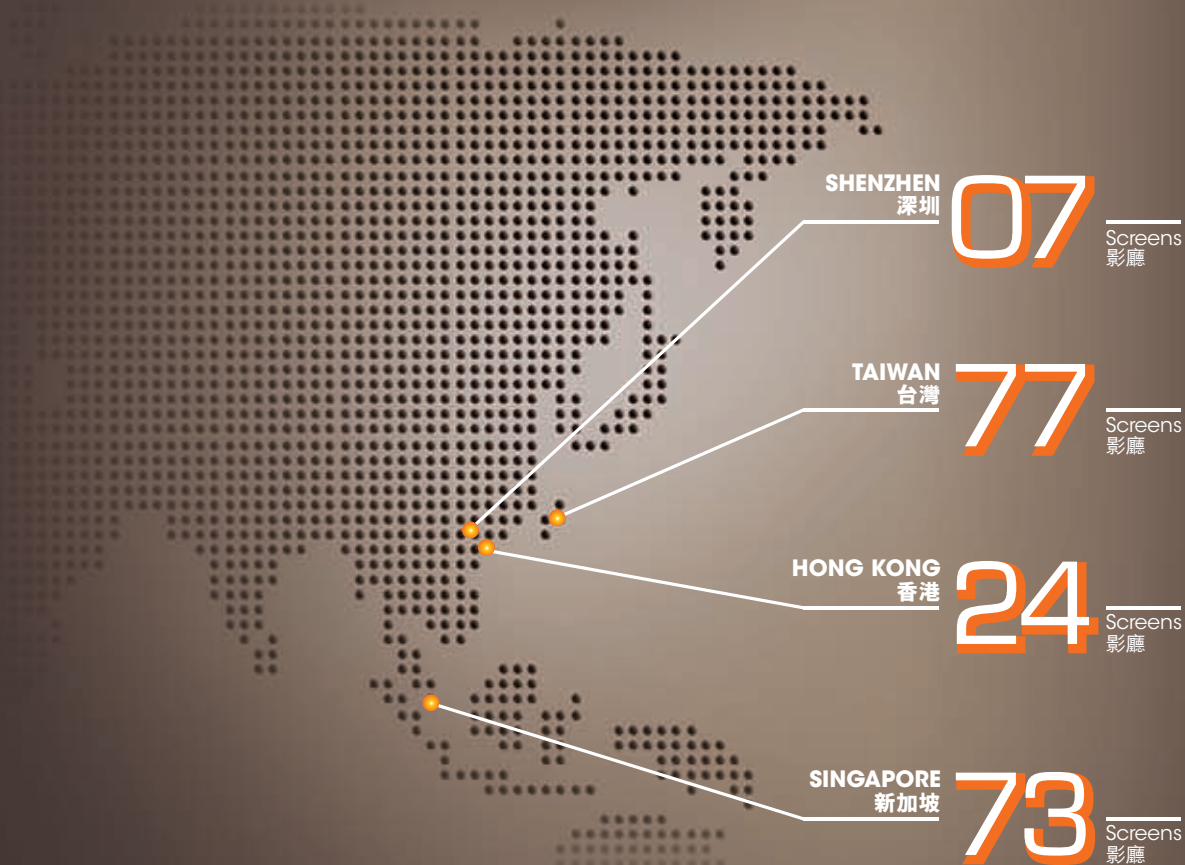 SHENZHEN
深圳
07
Screens
影廳
TAIWAN
台灣
77
Screens
影廳
HONG KONG
香港
24
Screens
影廳
SINGAPORE
新加坡
73
Screens
影廳